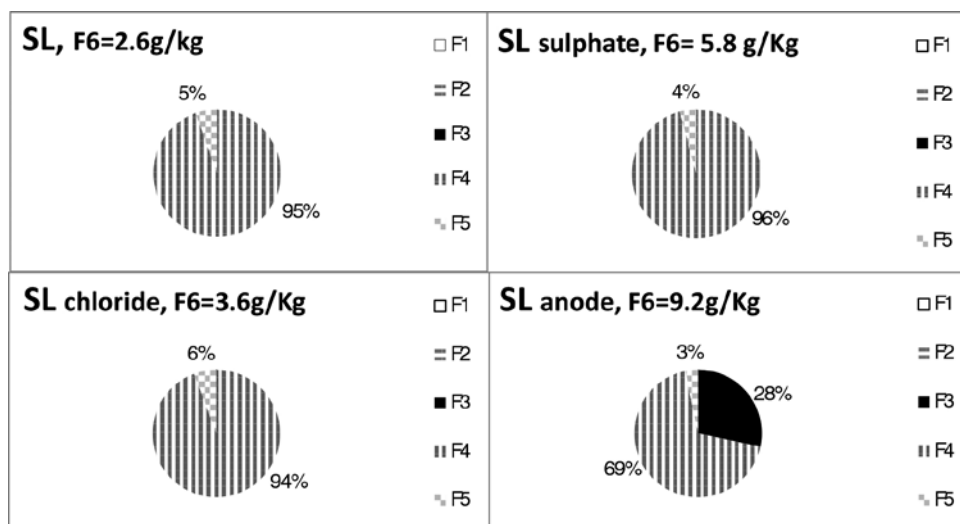 SL, F6=2.6g/kg
5%
95%
F1
F2
F3
F4
F5
SL sulphate, F6= 5.8 g/Kg
4%
96%
F1
F2
F3
F4
F5
SL chloride, F6=3.6g/Kg
6%
94%
F1
F2
F3
F4
F5
SL anode, F6=9.2g/Kg
3%
28%
69%
F1
F2
F3
F4
F5